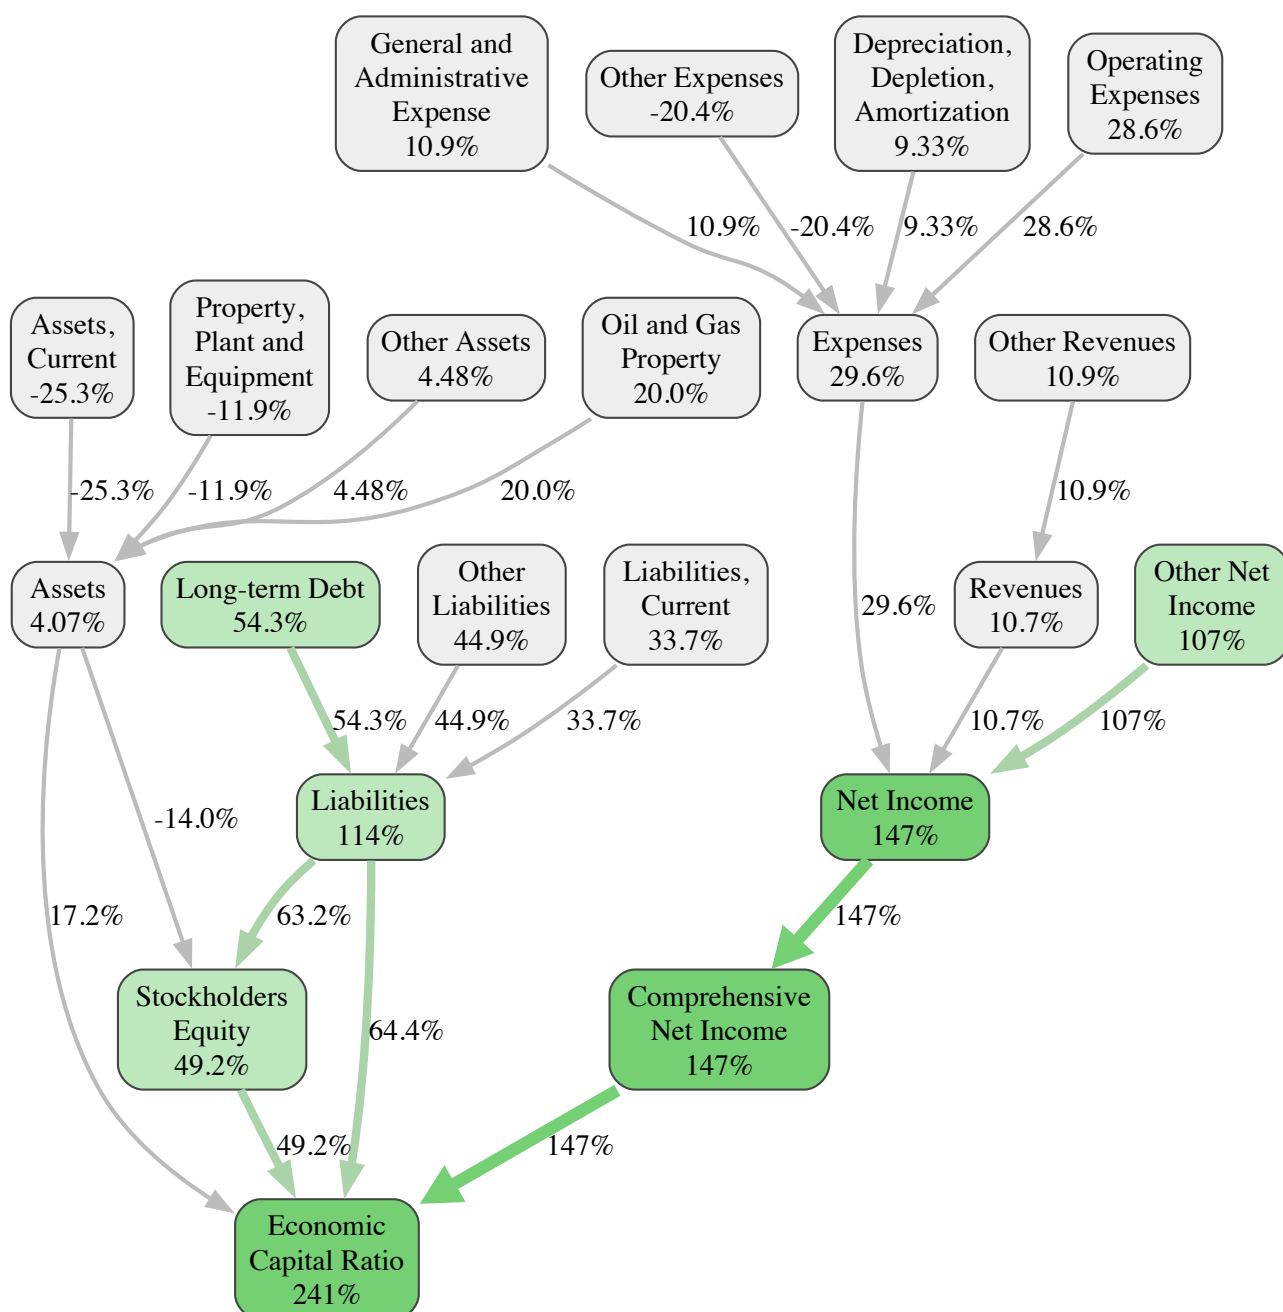 General and
Administrative
Expense
10.9%
Other Expenses
-20.4%
Depreciation,
Depletion,
Amortization
9.33%
Operating
Expenses
28.6%
10.9%
-20.4%
9.33%
28.6%
Assets,
Current
-25.3%
Property,
Plant and
Equipment
-11.9%
Other Assets
4.48%
Oil and Gas
Property
20.0%
Expenses
29.6%
Other Revenues
10.9%
-25.3%
-11.9%
4.48%
20.0%
10.9%
Assets
4.07%
Long-term Debt
54.3%
Other
Liabilities
44.9%
Liabilities,
Current
33.7%
29.6%
Revenues
10.7%
Other Net
Income
107%
54.3%
44.9%
33.7%
10.7%
107%
-14.0%
Liabilities
114%
Net Income
147%
17.2%
63.2%
147%
Stockholders
Equity
49.2%
64.4%
Comprehensive
Net Income
147%
49.2%
147%
Economic
Capital Ratio
241%